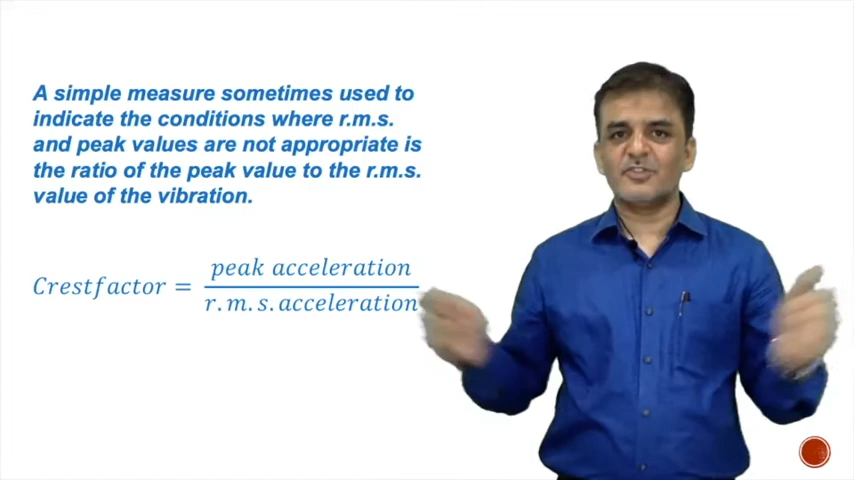 A simple measure sometimes used to
indicate the conditions where r.m.s.
and peak values are not appropriate is
the ratio of the peak value to the r.m.s.
value of the vibration.
Crestfactor = peak acceleration
r.m.s.acceleration